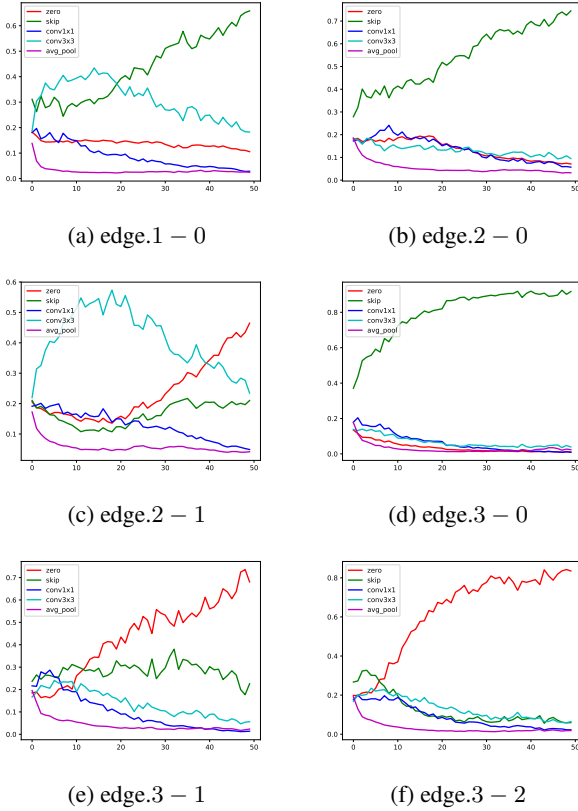 zero
skip
conv1x1
conv3x3
avg_pool
0.6
0.5
0.4
0.3
0.2
0.1
0.0
0 10 20 30 40 50
(a) edge.1 − 0
zero
skip
conv1x1
conv3x3
avg_pool
0.7
0.6
0.5
0.4
0.3
0.2
0.1
0.0
0 10 20 30 40 50
(b) edge.2 − 0
zero
skip
conv1x1
conv3x3
avg_pool
0.6
0.5
0.4
0.3
0.2
0.1
0 10 20 30 40 50
(c) edge.2 − 1
zero
skip
conv1x1
conv3x3
avg_pool
0.8
0.6
0.4
0.2
0.0
0 10 20 30 40 50
(d) edge.3 − 0
zero
skip
conv1x1
conv3x3
avg_pool
0.7
0.6
0.5
0.4
0.3
0.2
0.1
0.0
0 10 20 30 40 50
(e) edge.3 − 1
zero
skip
conv1x1
conv3x3
avg_pool
0.8
0.6
0.4
0.2
0.0
0 10 20 30 40 50
(f) edge.3 − 2